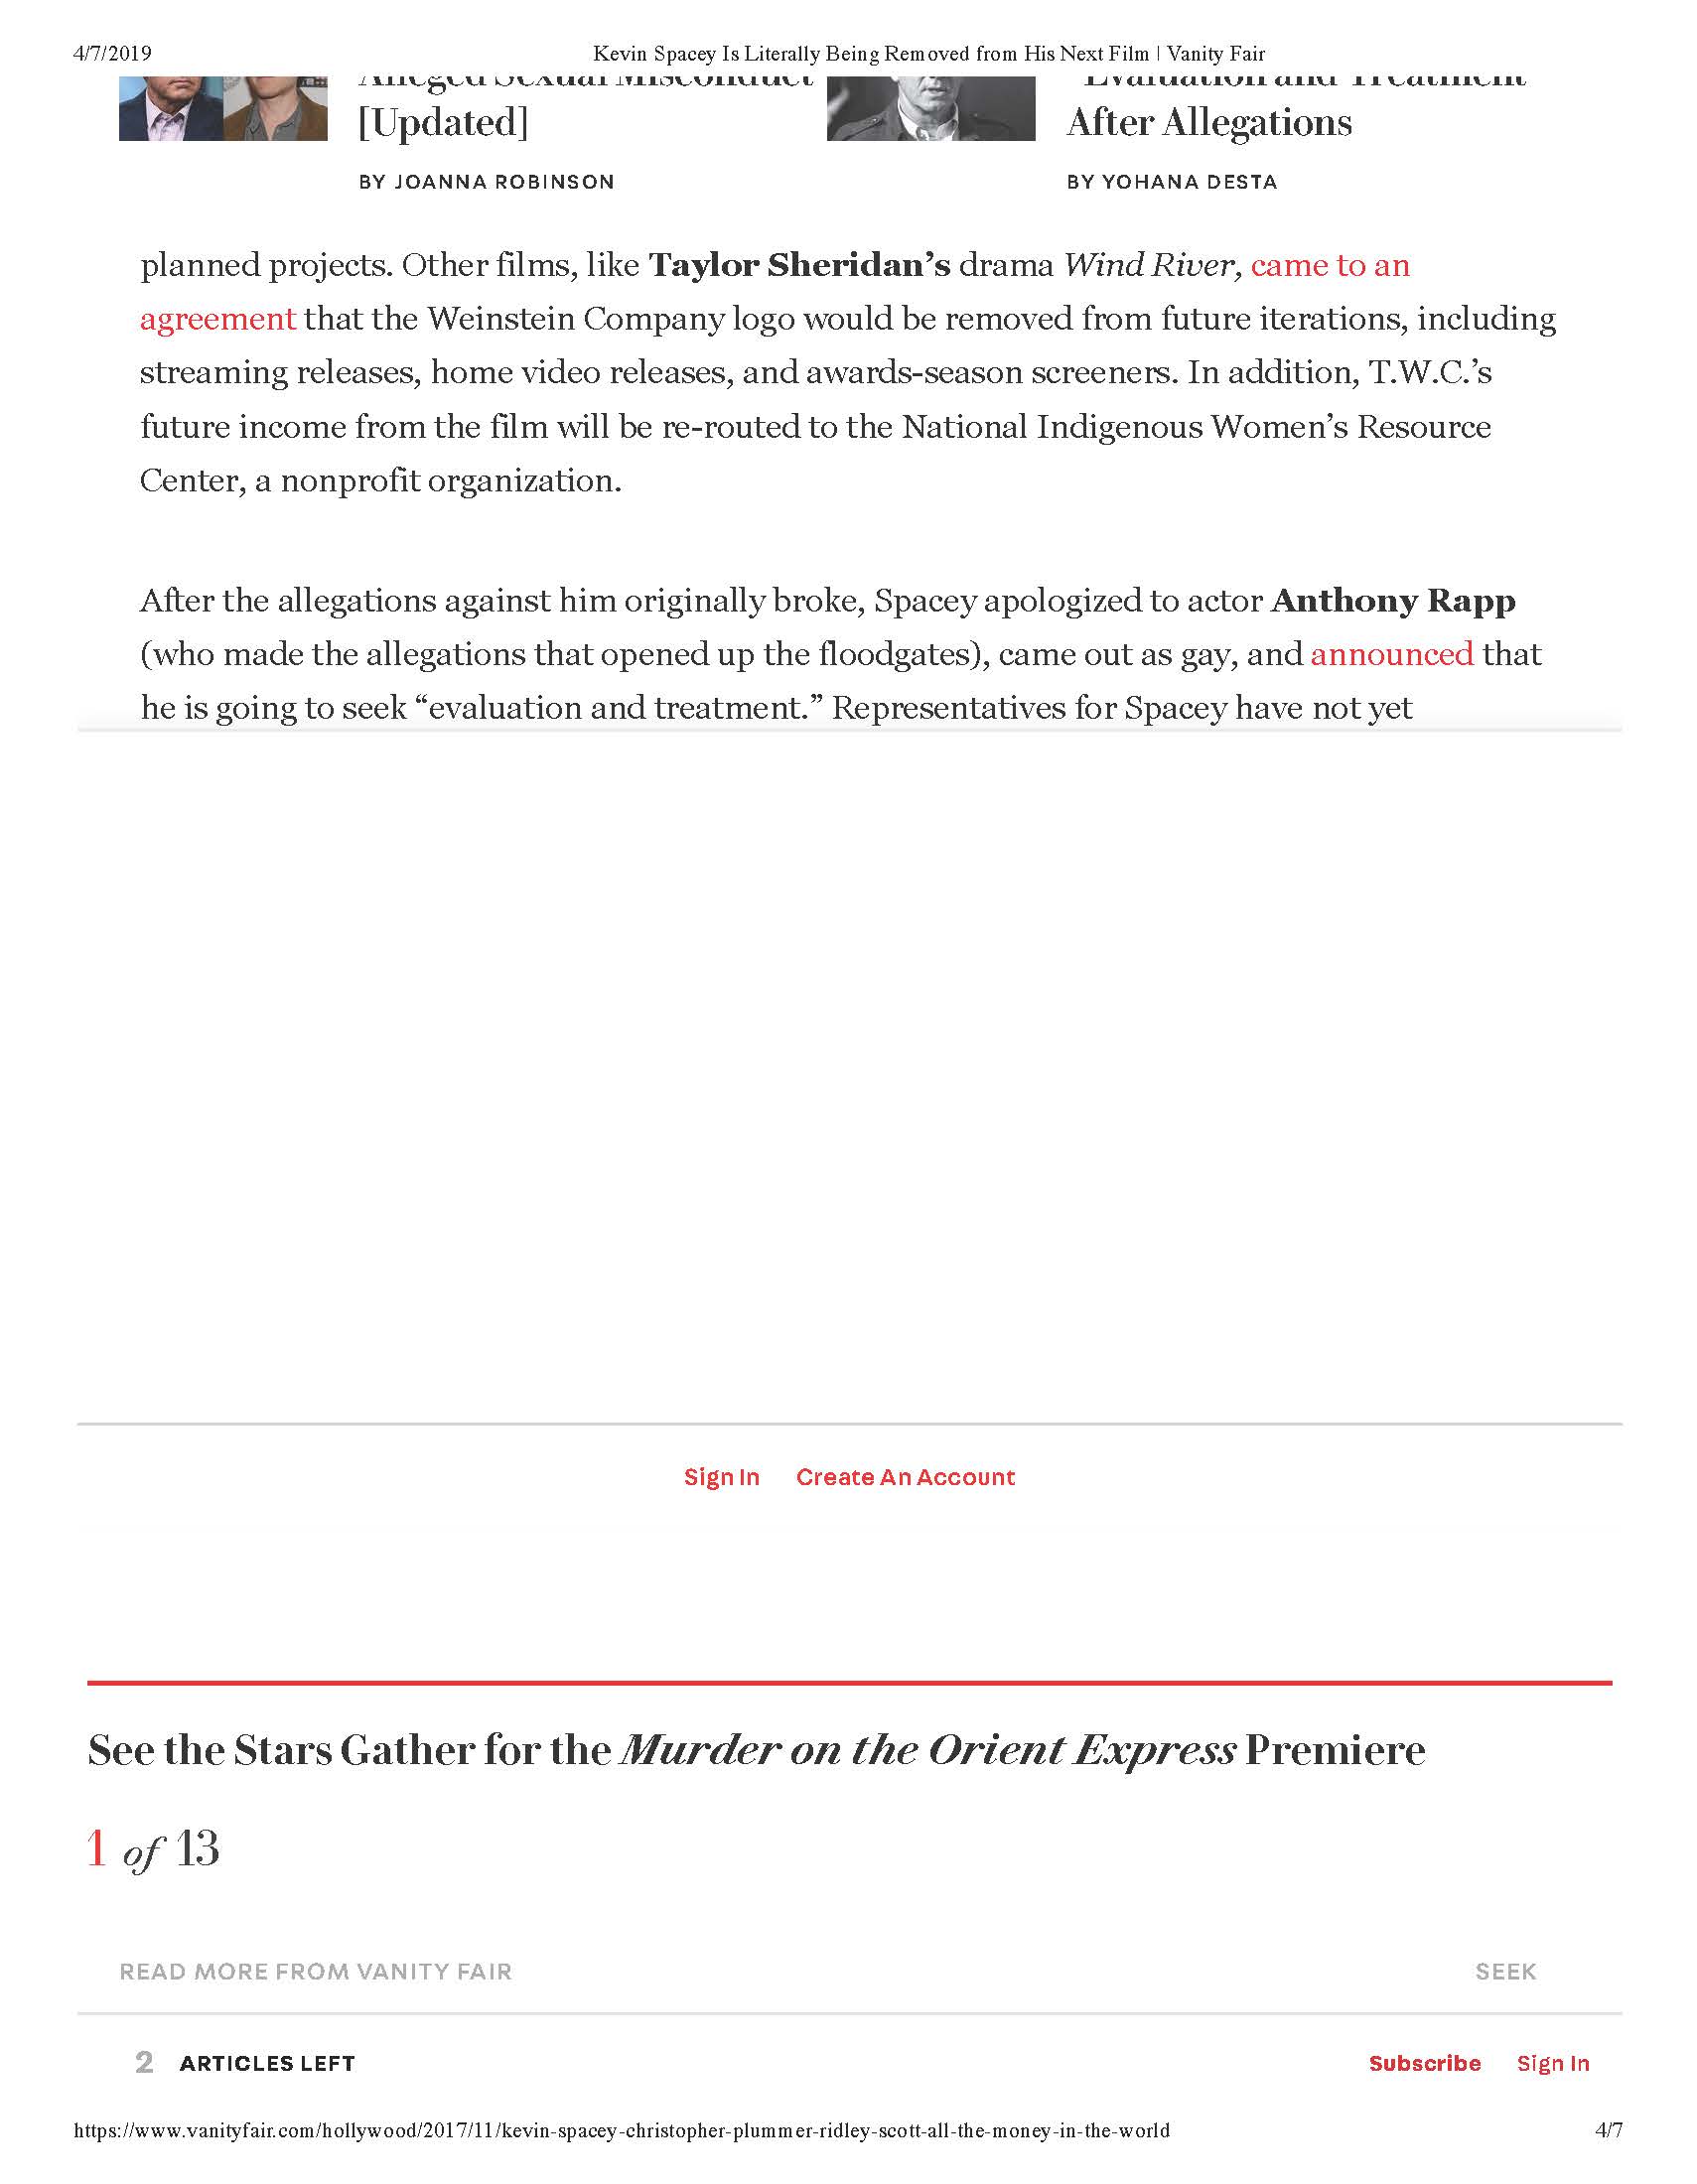 4/7/2019 Kevin Spacey Is Literally Being Removed from His Next Film | Vanity Fair
Alleged Sexual Misconduct
[Updated]
BY JOANNA ROBINSON
Evaluation and Treatment
After Allegations
BY YOHANA DESTA
planned projects. Other films, like Taylor Sheridan’s drama Wind River, came to an
agreement that the Weinstein Company logo would be removed from future iterations, including
streaming releases, home video releases, and awards-season screeners. In addition, T.W.C.’s
future income from the film will be re-routed to the National Indigenous Women’s Resource
Center, a nonprofit organization.
After the allegations against him originally broke, Spacey apologized to actor Anthony Rapp
(who made the allegations that opened up the floodgates), came out as gay, and announced that
he is going to seek “evaluation and treatment.” Representatives for Spacey have not yet
Sign In Create An Account
See the Stars Gather for the Murder on the Orient Express Premiere
1 of 13
READ MORE FROM VANITY FAIR SEEK
2 ARTICLES LEFT Subscribe Sign In
https://www.vanityfair.com/hollywood/2017/11/kevin-spacey-christopher-plummer-ridley-scott-all-the-money-in-the-world 4/7